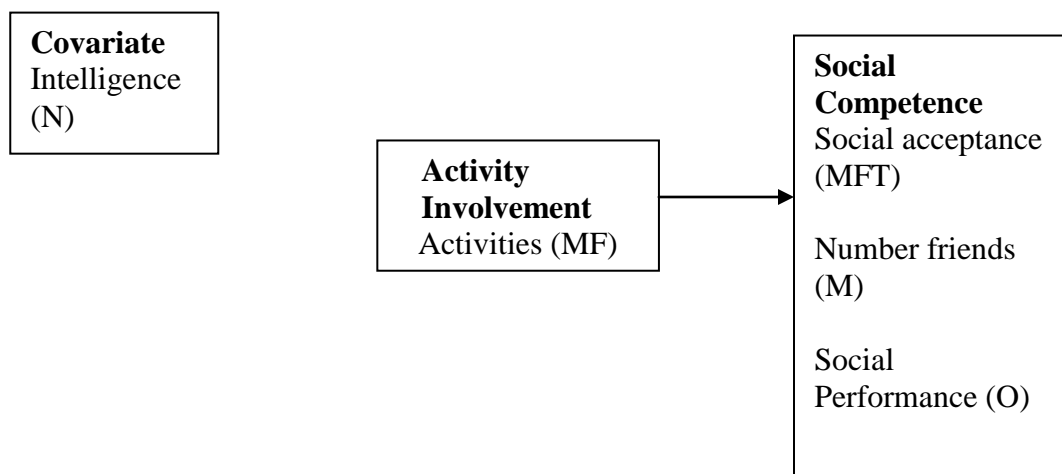 Covariate
Intelligence
(N)
Activity
Involvement
Activities (MF)
Social
Competence
Social acceptance
(MFT)
Number friends
(M)
Social
Performance (O)